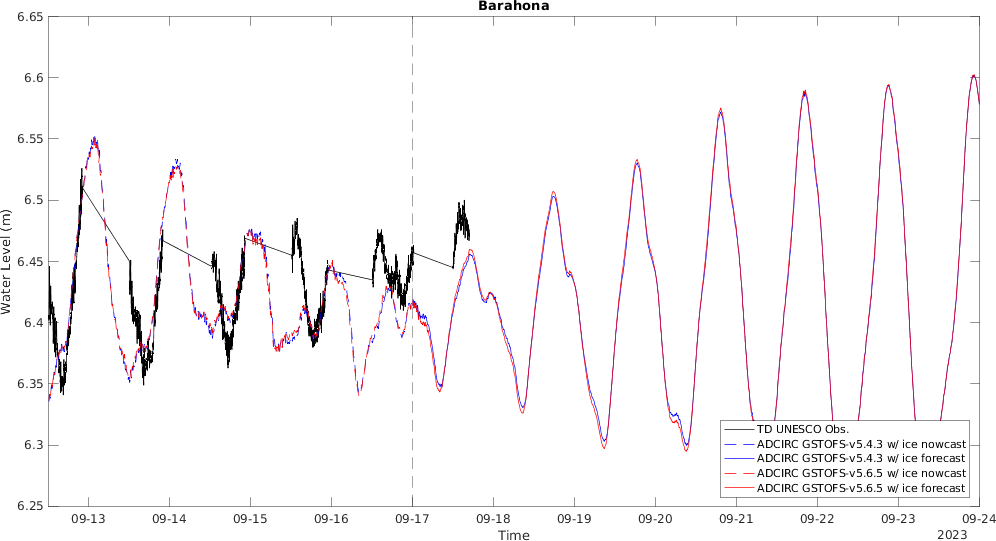 Barahona
6.65
6.6
6.55
6.5
6.45
6.4
6.35
6.3
6.25
Water Level (m)
TD UNESCO Obs.
ADCIRC GSTOFS-v5.4.3 w/ ice nowcast
ADCIRC GSTOFS-v5.4.3 w/ ice forecast
ADCIRC GSTOFS-v5.6.5 w/ ice nowcast
ADCIRC GSTOFS-v5.6.5 w/ ice forecast
09-13 09-14 09-15 09-16 09-17 09-18 09-19 09-20 09-21 09-22 09-23 09-24
Time
2023